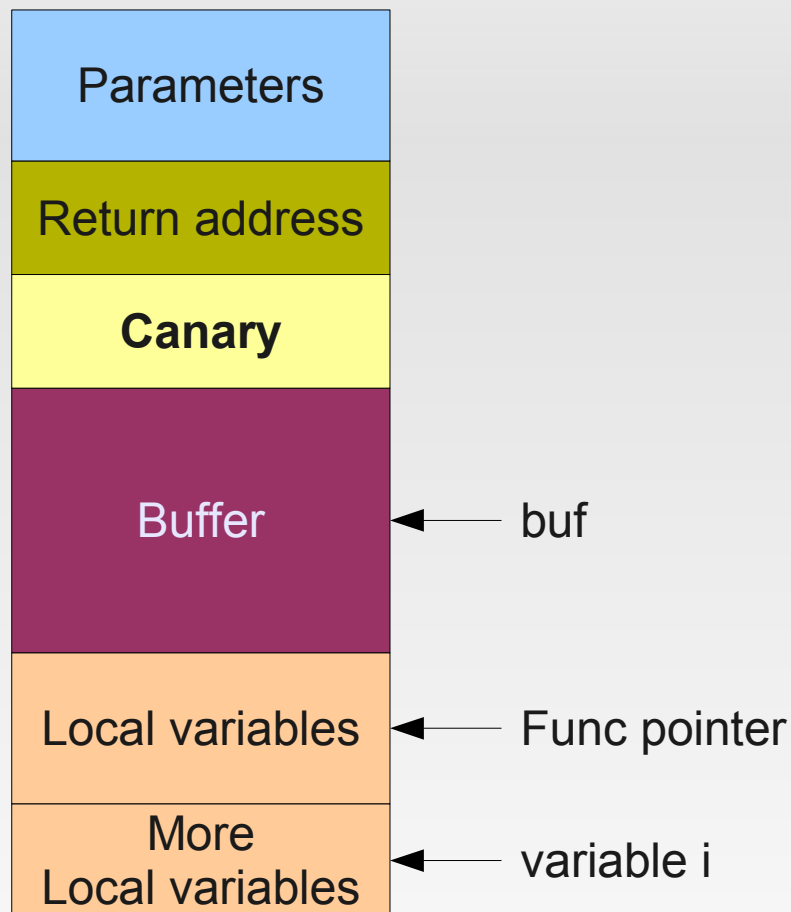 Parameters
Return address
Canary
Buffer
buf
Local variables
Func pointer
More
Local variables
variable i